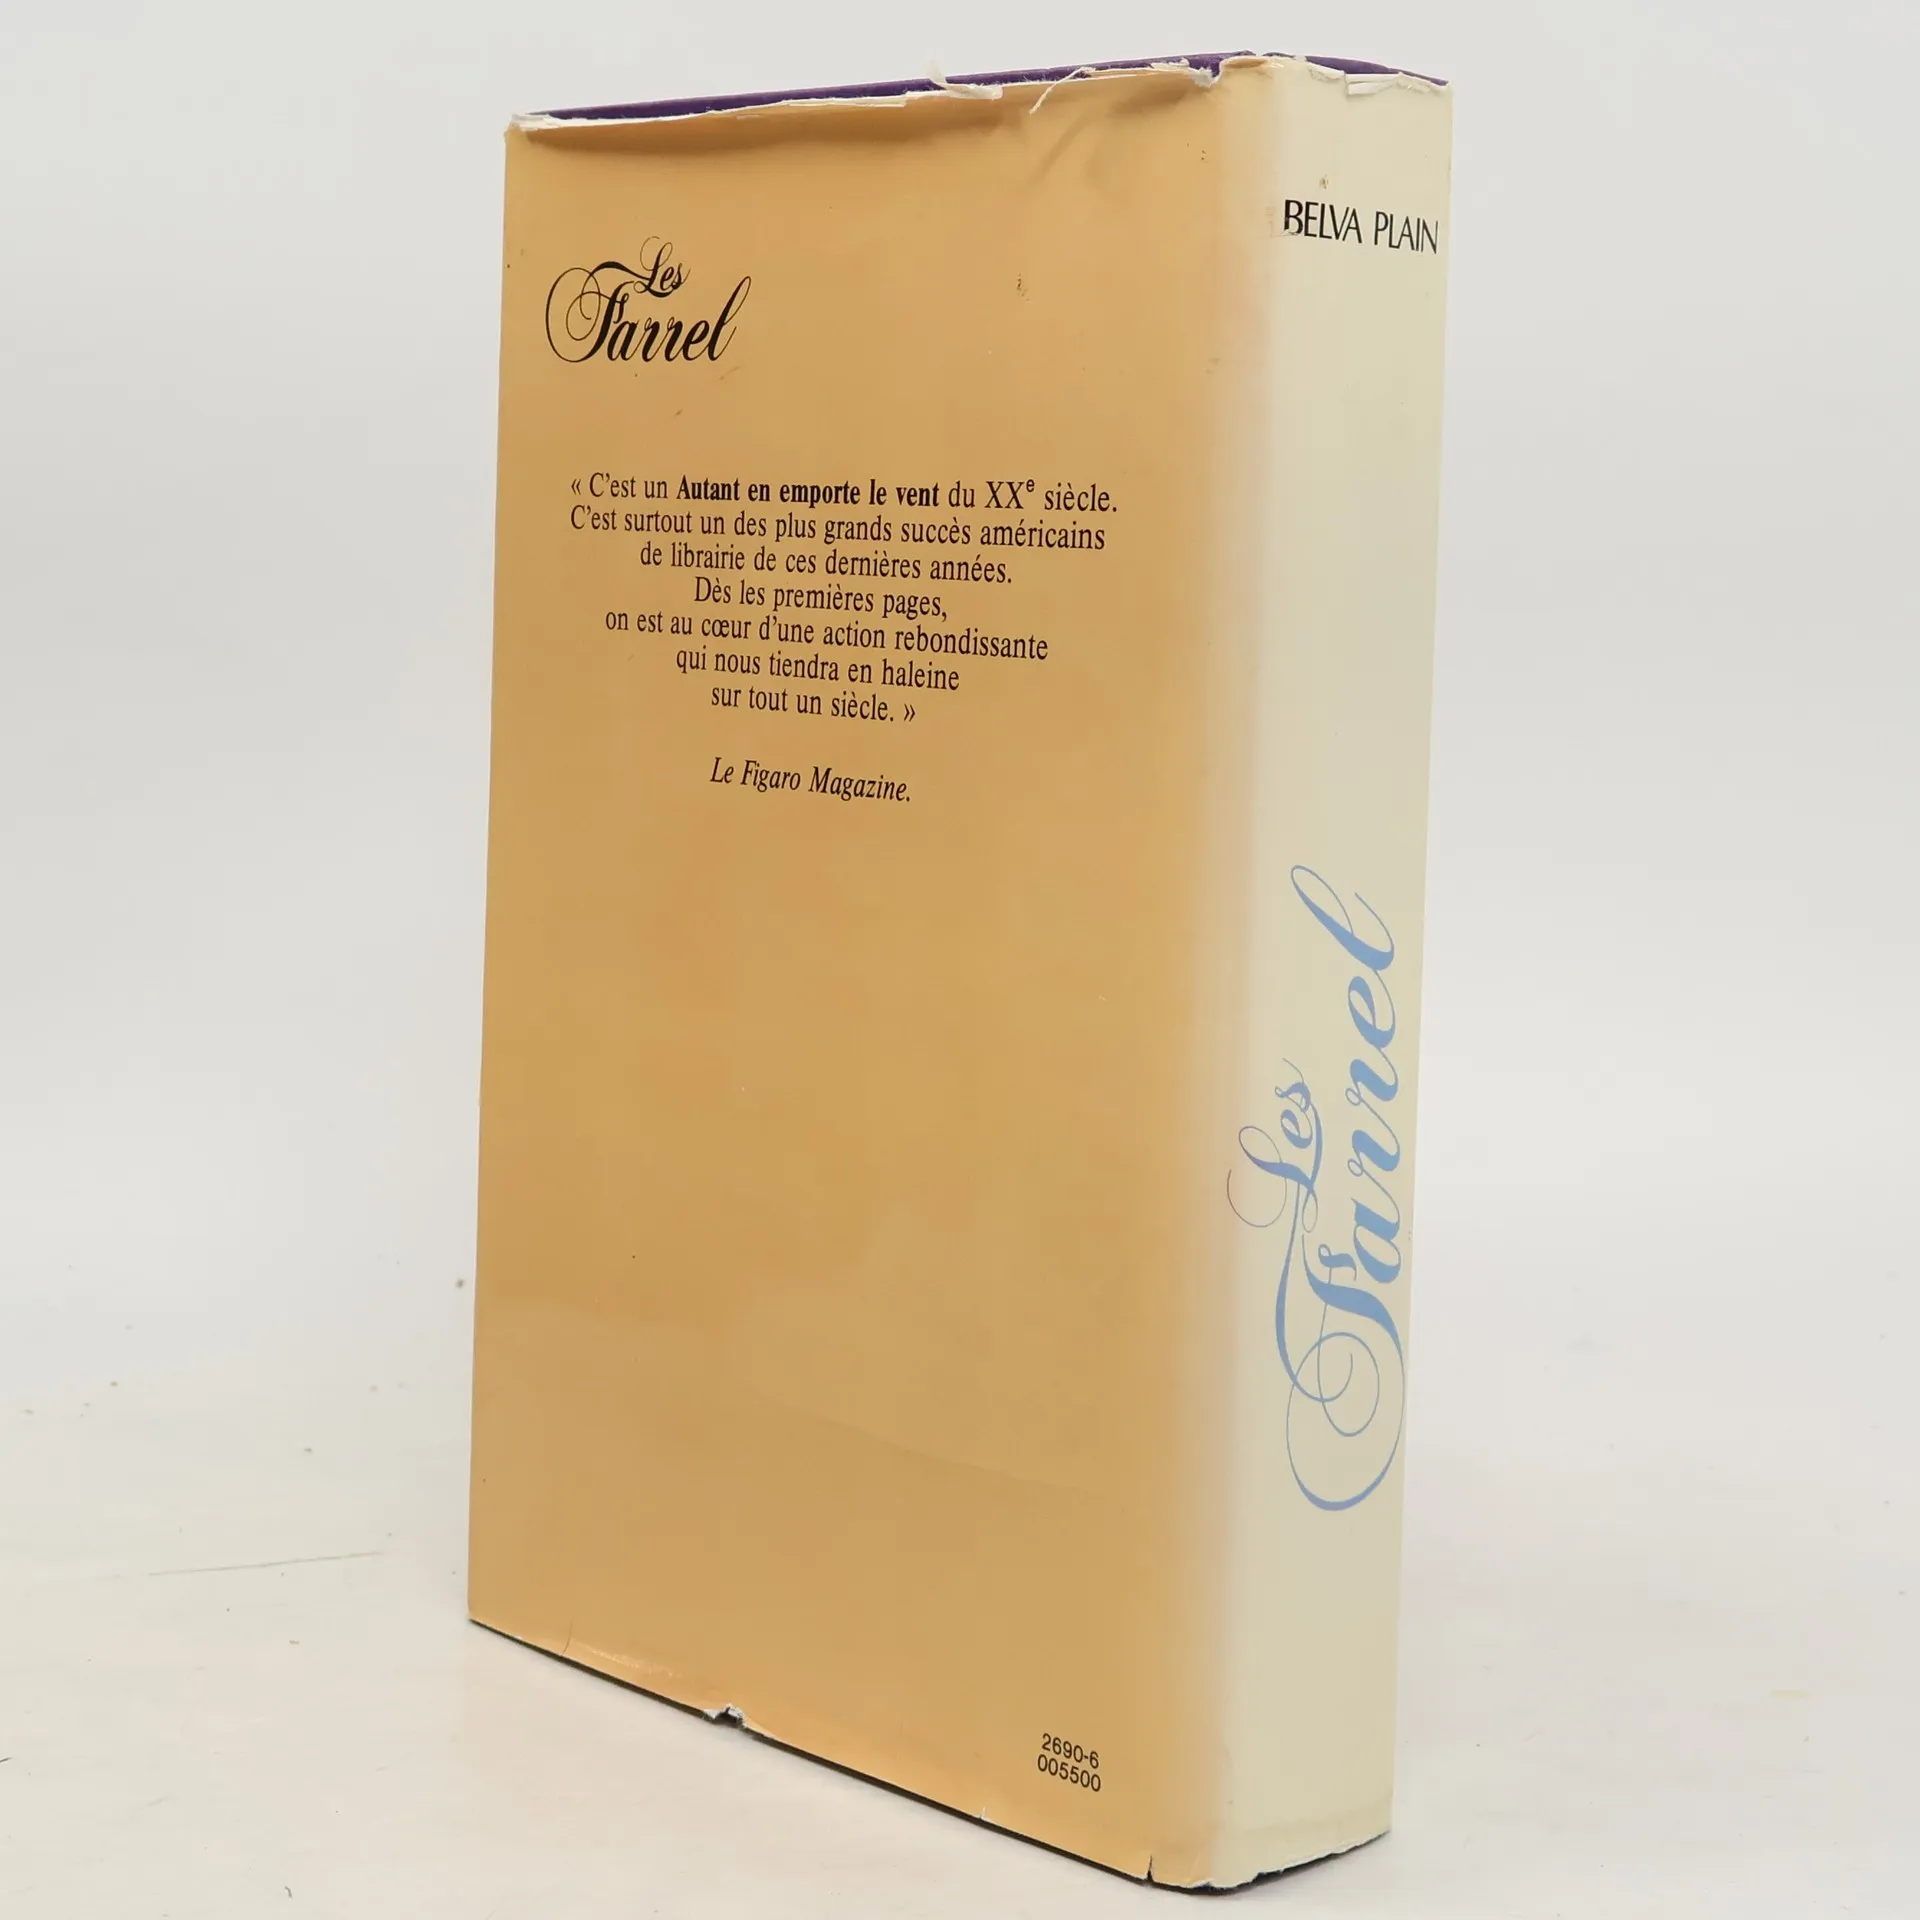 Les
Farrel
« C'est un Autant en emporte le vent du XXe siècle.
C'est surtout un des plus grands succès américains
de librairie de ces dernières années.
Dès les premières pages,
on est au cœur d'une action rebondissante
qui nous tiendra en haleine
sur tout un siècle. »
Le Figaro Magazine.
2690-6
005500
BELVA PLAIN
Les
Farrel